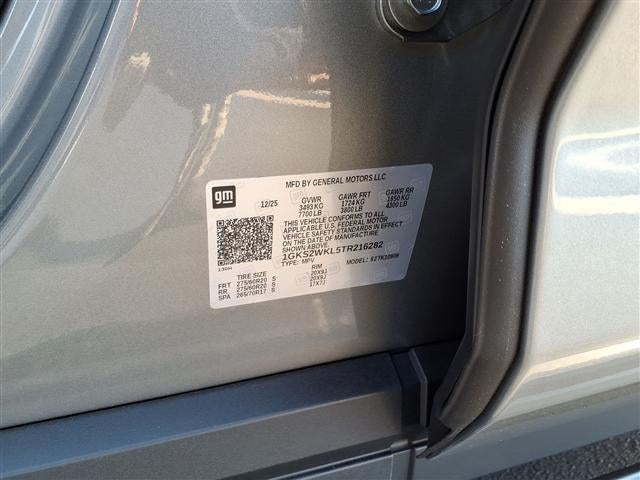 MFD BY GENERAL MOTORS LLC
gm 12/25 GVWR GAWR FRT GAWR RR
3493 KG 1724 KG 1950 KG
7700 LB 3800 LB 4300 LB
THIS VEHICLE CONFORMS TO ALL
APPLICABLE U.S. FEDERAL MOTOR
VEHICLE SAFETY STANDARDS IN EFFECT
ON THE DATE OF MANUFACTURE
SHOWN ABOVE.
1GKS2WKL5TR216282
TYPE: MPV MODEL:
TIRE SIZE RIM
FRT 275/60R20 S 20X9J
RR 275/60R20 S 20X9J
SPA 265/70R17 S 17X7J